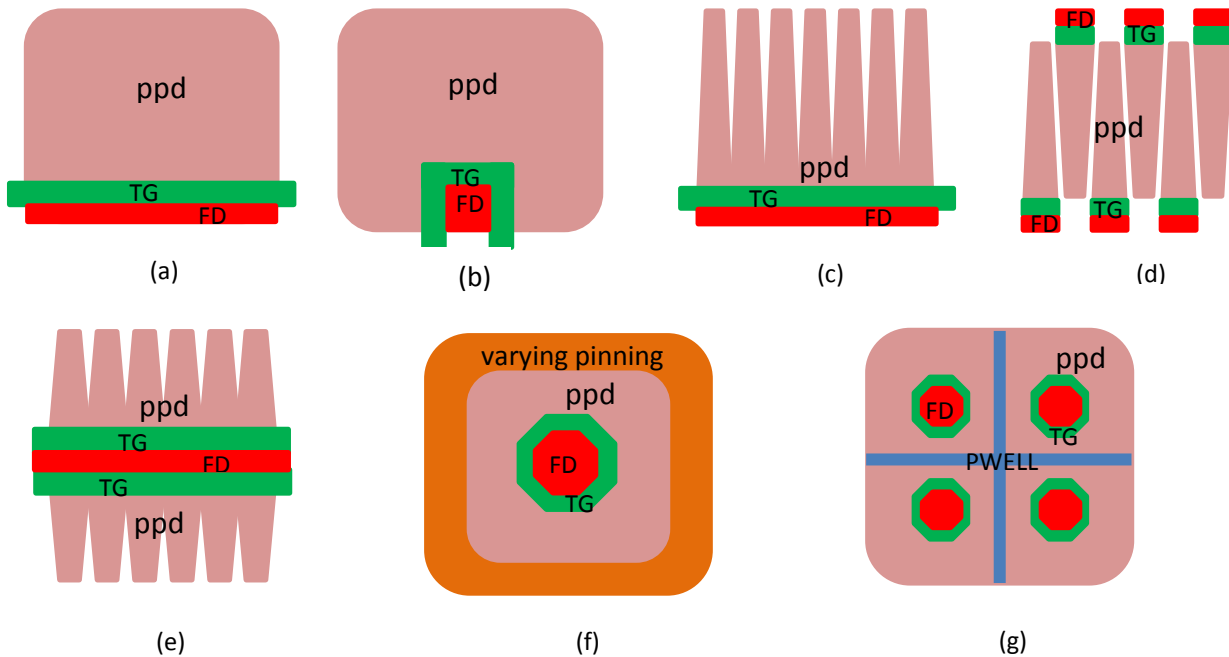 ppd
TG
FD
(a)
ppd
TG
FD
(b)
ppd
TG
FD
(c)
FD
TG
ppd
TG
FD
(d)
ppd
TG
FD
TG
ppd
(e)
varying pinning
ppd
FD
TG
(f)
ppd
FD
TG
PWELL
(g)